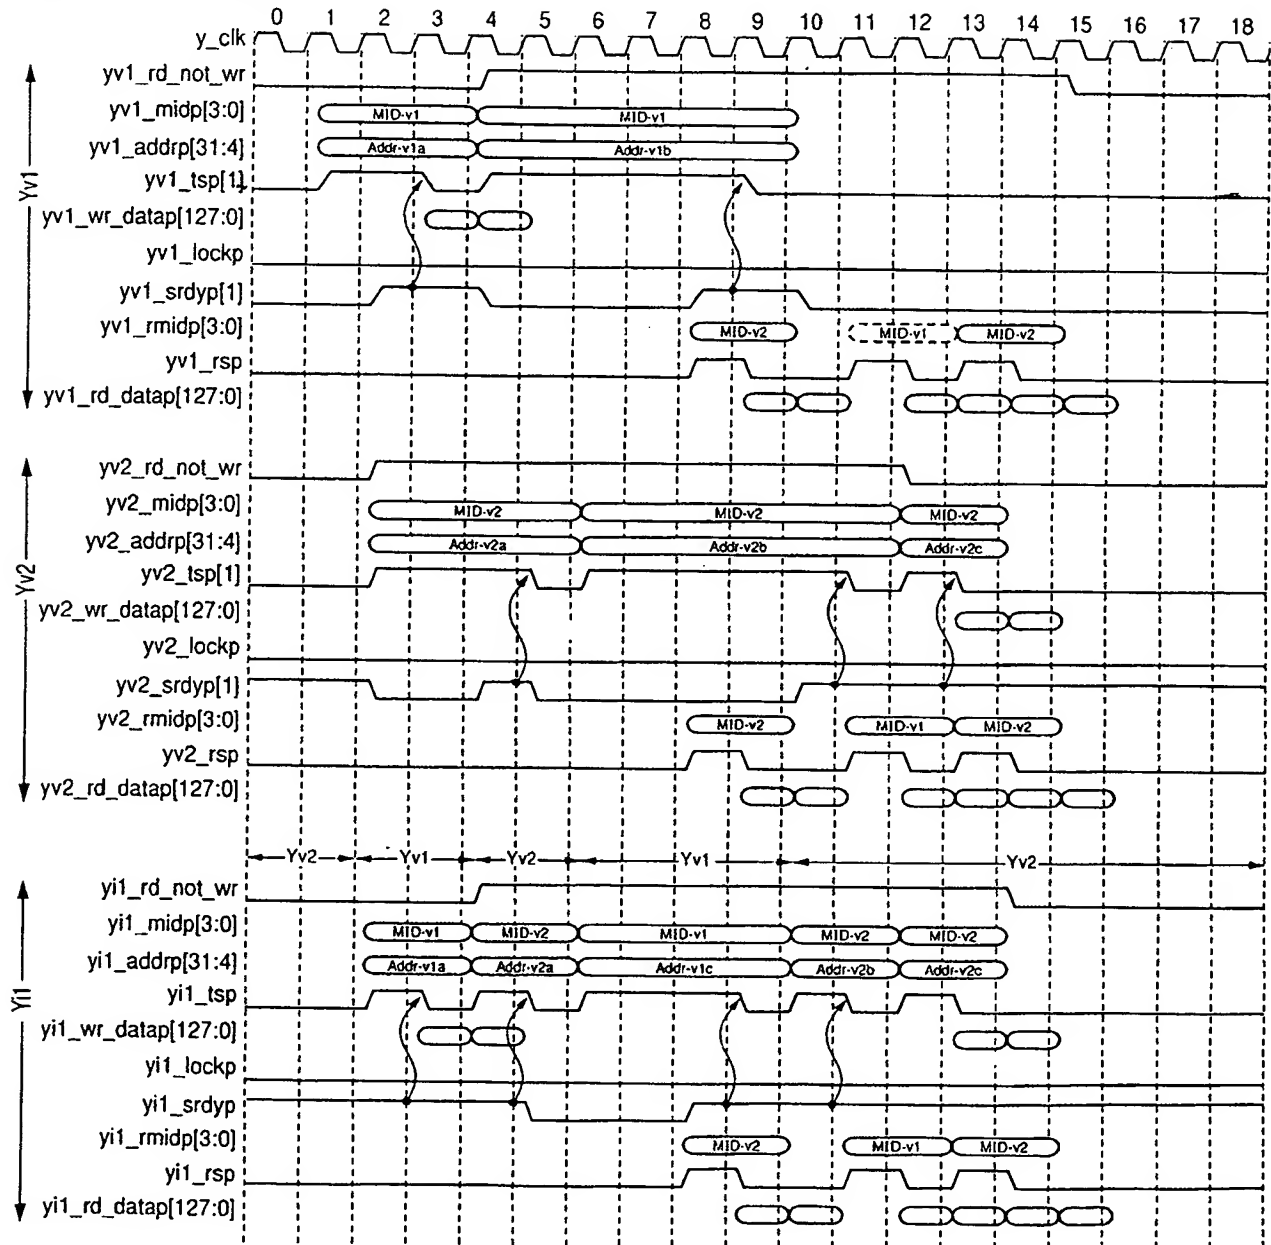 0 1 2 3 4 5 6 7 8 9 10 11 12 13 14 15 16 17 18
y_clk
Yv1
yv1_rd_not_wr
yv1_midp[3:0] MID-v1 MID-v1
yv1_addrp[31:4] Addr-v1a Addr-v1b
yv1_tsp[1]
yv1_wr_datap[127:0]
yv1_lockp
yv1_srdyp[1]
yv1_rmidp[3:0] MID-v2 MID-v1 MID-v2
yv1_rsp
yv1_rd_datap[127:0]
Yv2
yv2_rd_not_wr
yv2_midp[3:0] MID-v2 MID-v2 MID-v2
yv2_addrp[31:4] Addr-v2a Addr-v2b Addr-v2c
yv2_tsp[1]
yv2_wr_datap[127:0]
yv2_lockp
yv2_srdyp[1]
yv2_rmidp[3:0] MID-v2 MID-v1 MID-v2
yv2_rsp
yv2_rd_datap[127:0]
Yv2 Yv1 Yv2 Yv1 Yv2
Yi1
yi1_rd_not_wr
yi1_midp[3:0] MID-v1 MID-v2 MID-v1 MID-v2 MID-v2
yi1_addrp[31:4] Addr-v1a Addr-v2a Addr-v1c Addr-v2b Addr-v2c
yi1_tsp
yi1_wr_datap[127:0]
yi1_lockp
yi1_srdyp
yi1_rmidp[3:0] MID-v2 MID-v1 MID-v2
yi1_rsp
yi1_rd_datap[127:0]